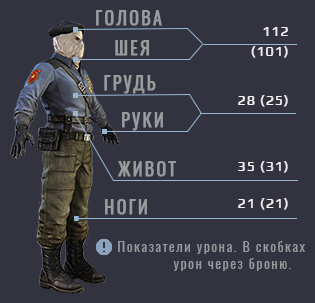 ГОЛОВА
112
(101)
ШЕЯ
ГРУДЬ
28 (25)
РУКИ
ЖИВОТ
35 (31)
НОГИ
21 (21)
! Показатели урона. В скобках
урон через броню.